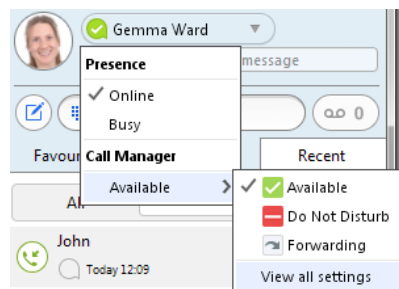 Gemma Ward
Presence
message
Online
Busy
0
Favou
Call Manager
Recent
Available
Available
Al
Do Not Disturb
John
Forwarding
Today 12:09
View all settings